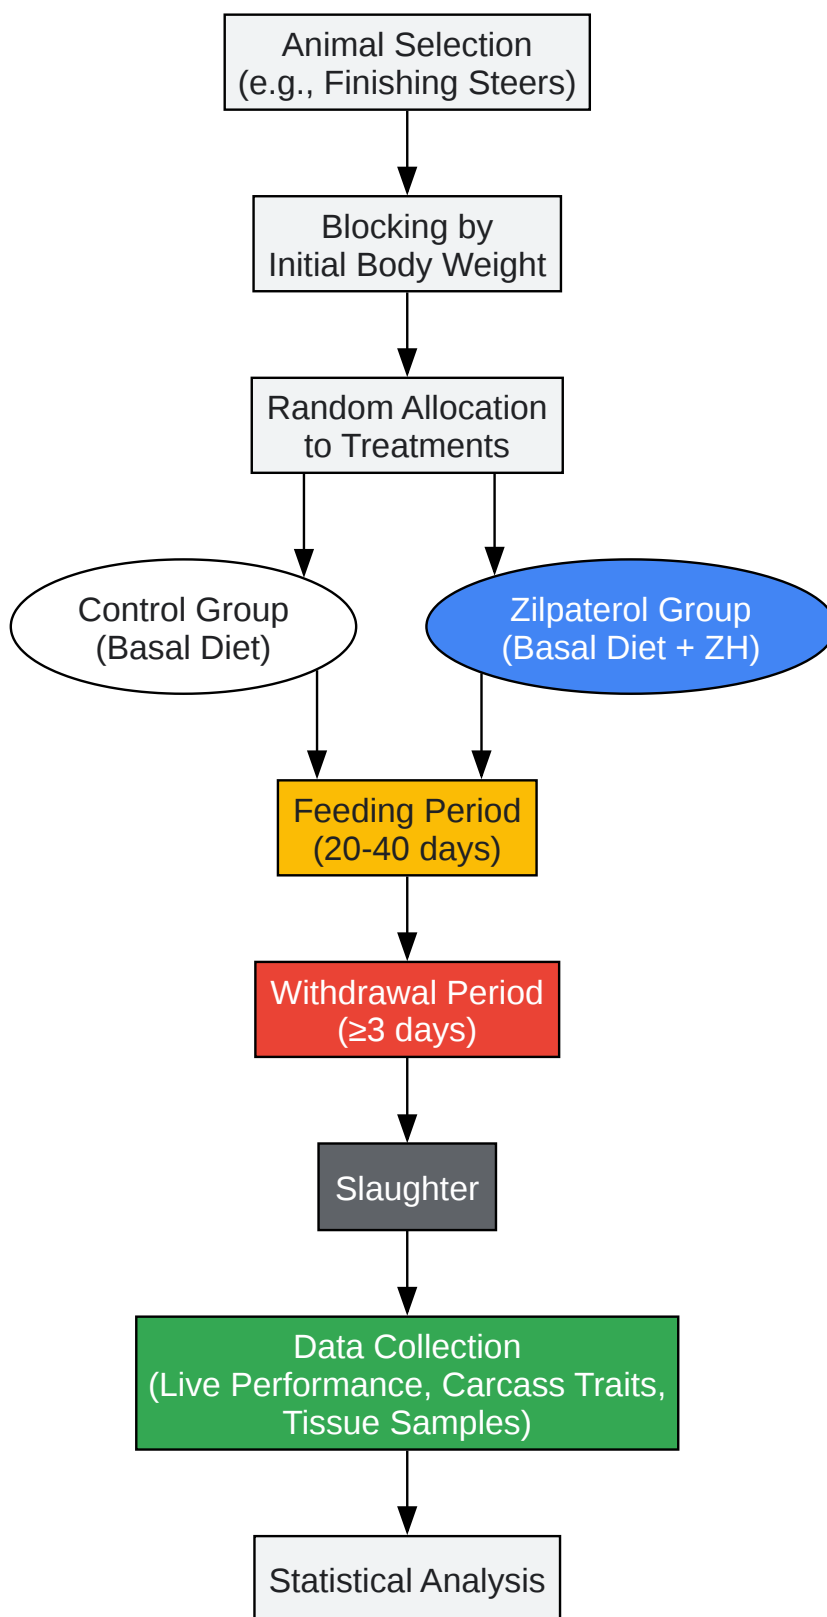 Animal Selection
(e.g., Finishing Steers)
Blocking by
Initial Body Weight
Random Allocation
to Treatments
Control Group
(Basal Diet)
Zilpaterol Group
(Basal Diet + ZH)
Feeding Period
(20-40 days)
Withdrawal Period
(≥3 days)
Slaughter
Data Collection
(Live Performance, Carcass Traits,
Tissue Samples)
Statistical Analysis